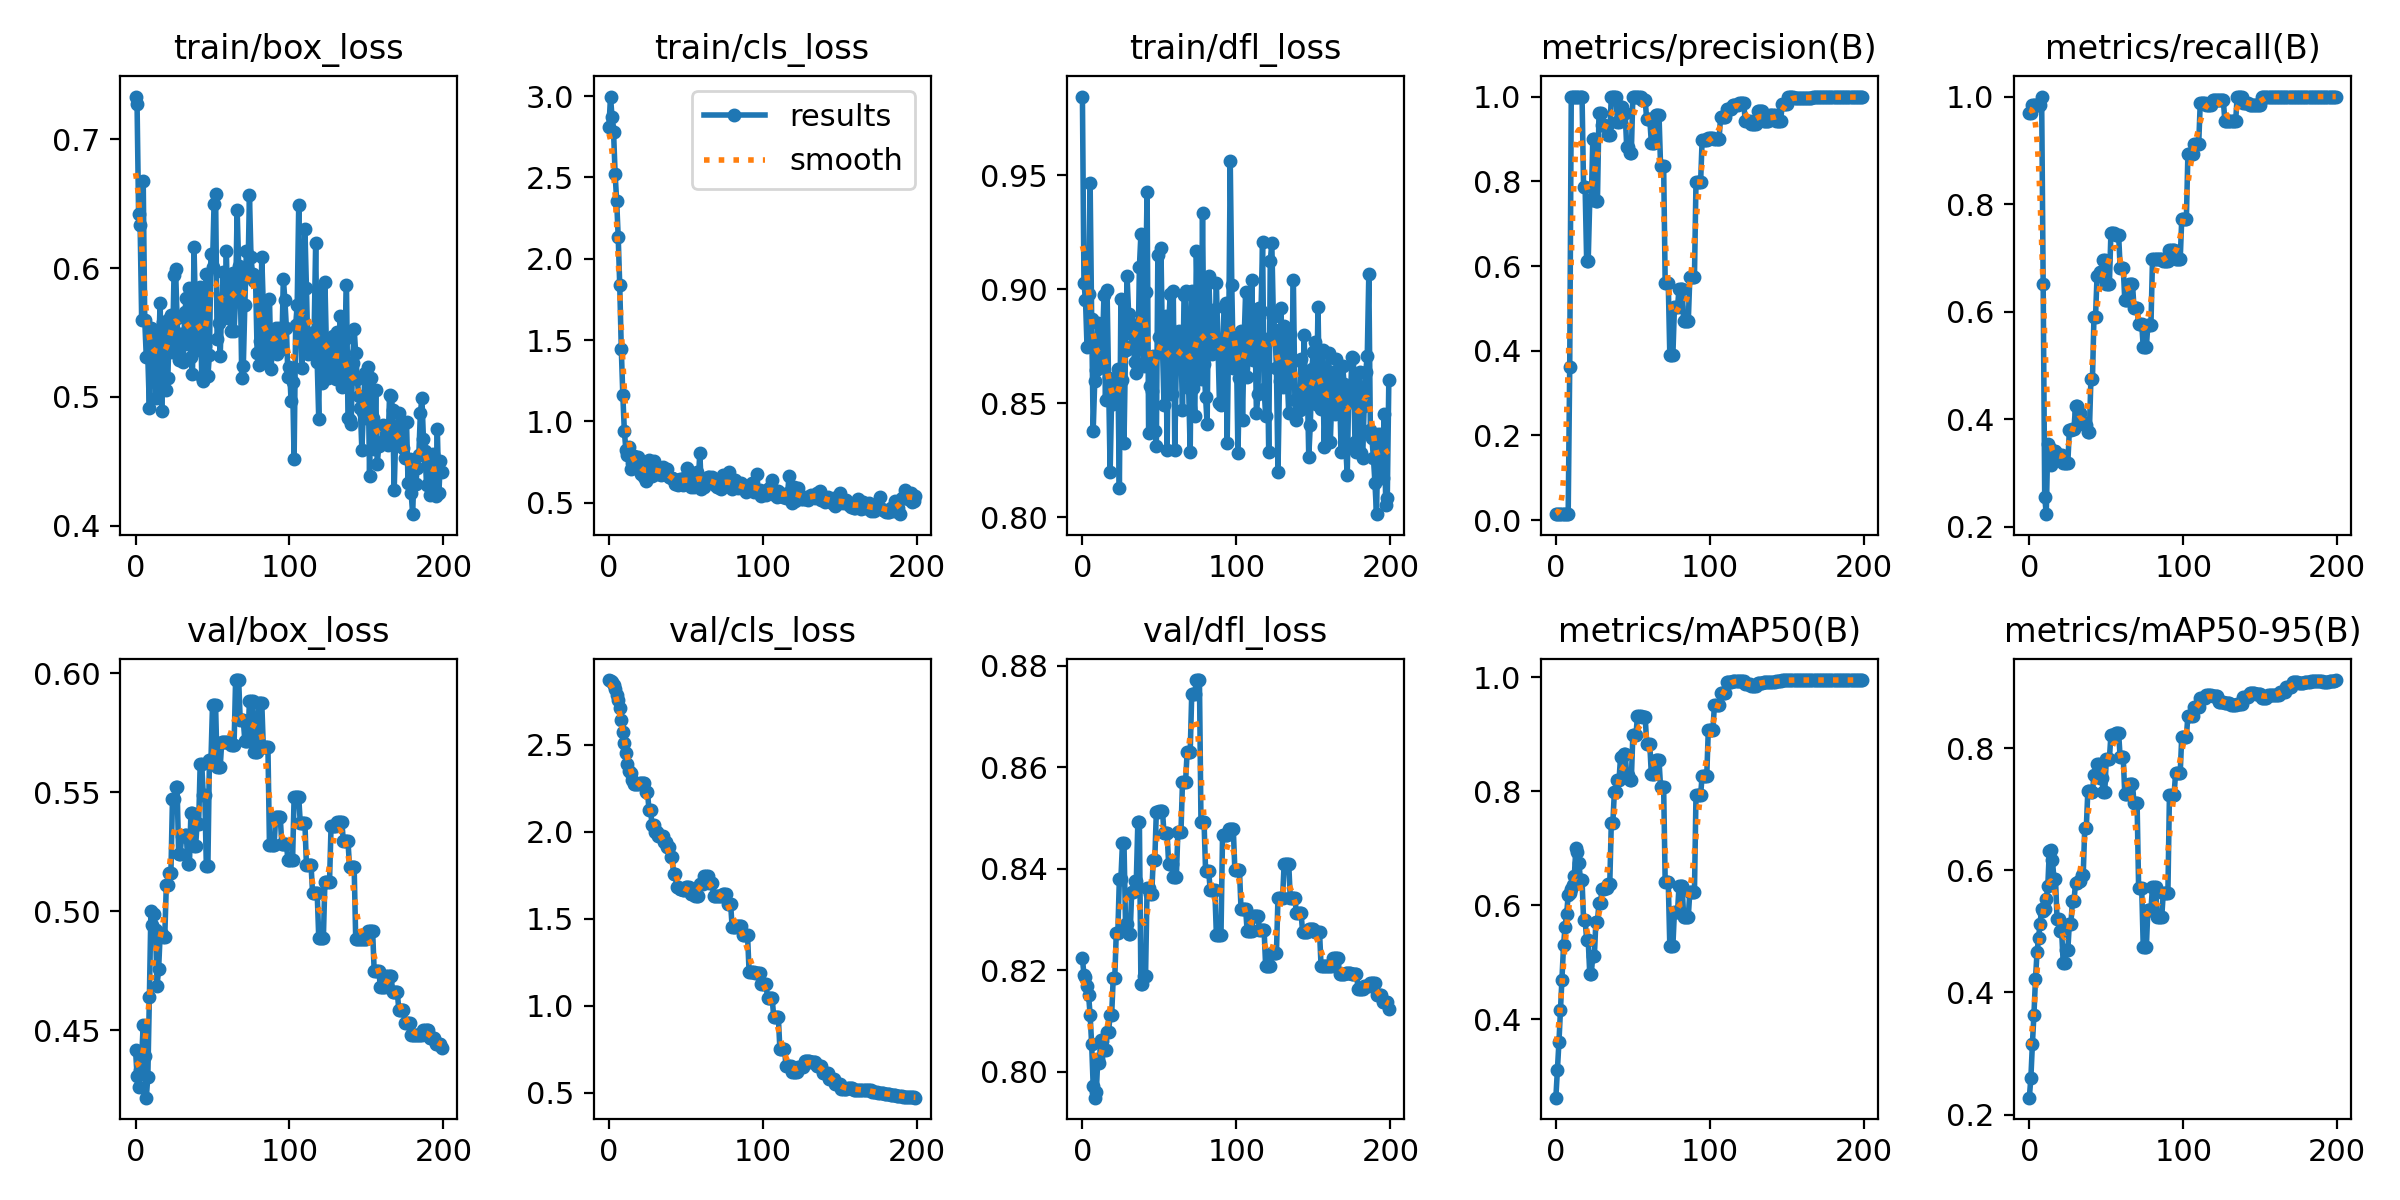 train/box_loss
0.7
0.6
0.5
0.4
0 100 200
train/cls_loss
results
smooth
3.0
2.5
2.0
1.5
1.0
0.5
0 100 200
train/dfl_loss
0.95
0.90
0.85
0.80
0 100 200
metrics/precision(B)
1.0
0.8
0.6
0.4
0.2
0.0
0 100 200
metrics/recall(B)
1.0
0.8
0.6
0.4
0.2
0 100 200
val/box_loss
0.60
0.55
0.50
0.45
0 100 200
val/cls_loss
2.5
2.0
1.5
1.0
0.5
0 100 200
val/dfl_loss
0.88
0.86
0.84
0.82
0.80
0 100 200
metrics/mAP50(B)
1.0
0.8
0.6
0.4
0 100 200
metrics/mAP50-95(B)
0.8
0.6
0.4
0.2
0 100 200